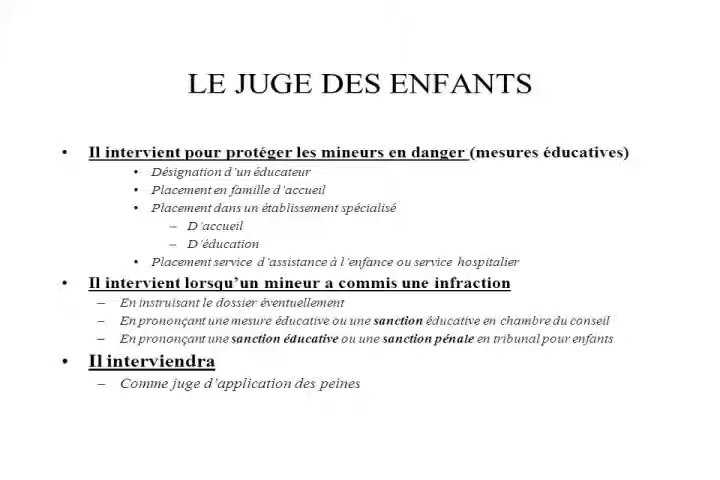 LE JUGE DES ENFANTS
• Il intervient pour protéger les mineurs en danger (mesures éducatives)
• Désignation d’un éducateur
• Placement en famille d’accueil
• Placement dans un établissement spécialisé
– D’accueil
– D’éducation
• Placement service d’assistance à l’enfance ou service hospitalier
• Il intervient lorsqu’un mineur a commis une infraction
– En instruisant le dossier éventuellement
– En prononçant une mesure éducative ou une sanction éducative en chambre du conseil
– En prononçant une sanction éducative ou une sanction pénale en tribunal pour enfants
• Il interviendra
– Comme juge d’application des peines